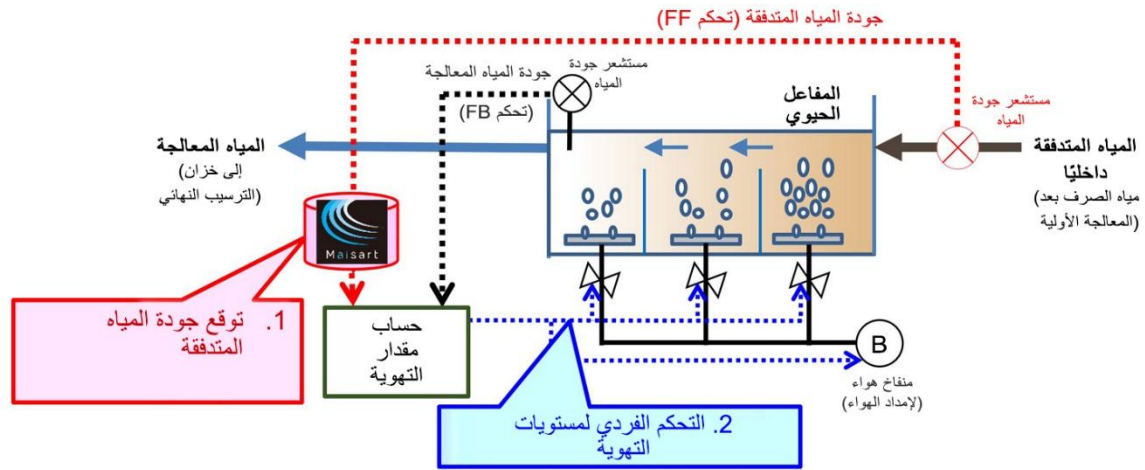 جودة المياه المتدفقة (تحكم FF)
مستشعر جودة
المياه
جودة المياه المعالجة
(تحكم FB)
المفاعل
الحيوي
مستشعر جودة
المياه
المياه المتدفقة
داخليًا
(مياه الصرف بعد
المعالجة الأولية)
المياه المعالجة
(إلى خزان
الترسيب النهائي)
Maisart
1. توقع جودة المياه
المتدفقة
حساب
مقدار
التهوية
B
منفاخ هواء
(لإمداد الهواء)
2. التحكم الفردي لمستويات
التهوية